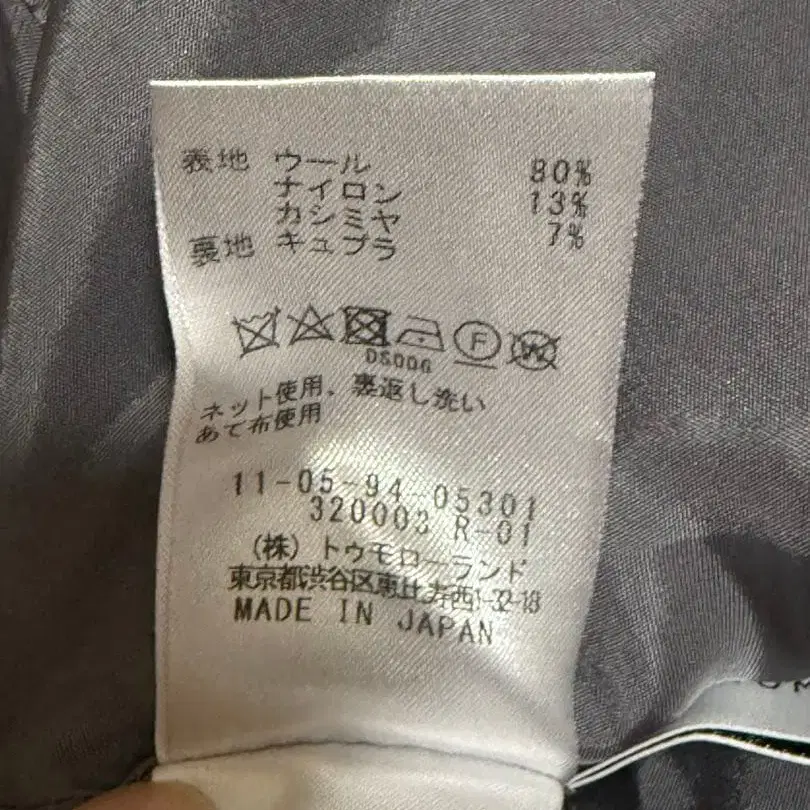 表地 ウール 80%
ナイロン 13%
カシミヤ 7%
裏地 キュプラ
F W
DS006
ネット使用、裏返し洗い
あて布使用
11-05-94-05301
320003 R-01
(株)トゥモローランド
東京都渋谷区恵比寿西1-32-18
MADE IN JAPAN